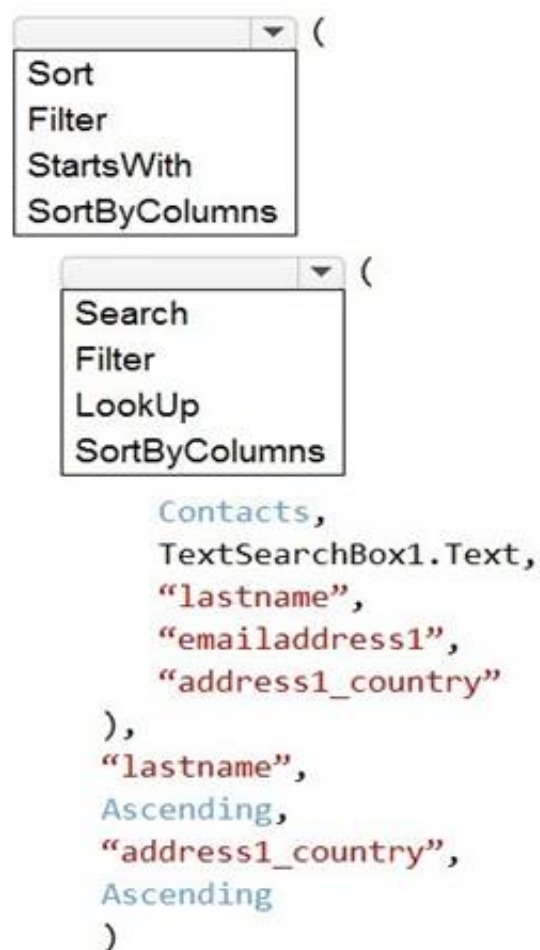 (
Sort
Filter
StartsWith
SortByColumns
(
Search
Filter
LookUp
SortByColumns
Contacts,
TextSearchBox1.Text,
“lastname”,
“emailaddress1”,
“address1_country”
),
“lastname”,
Ascending,
“address1_country”,
Ascending
)